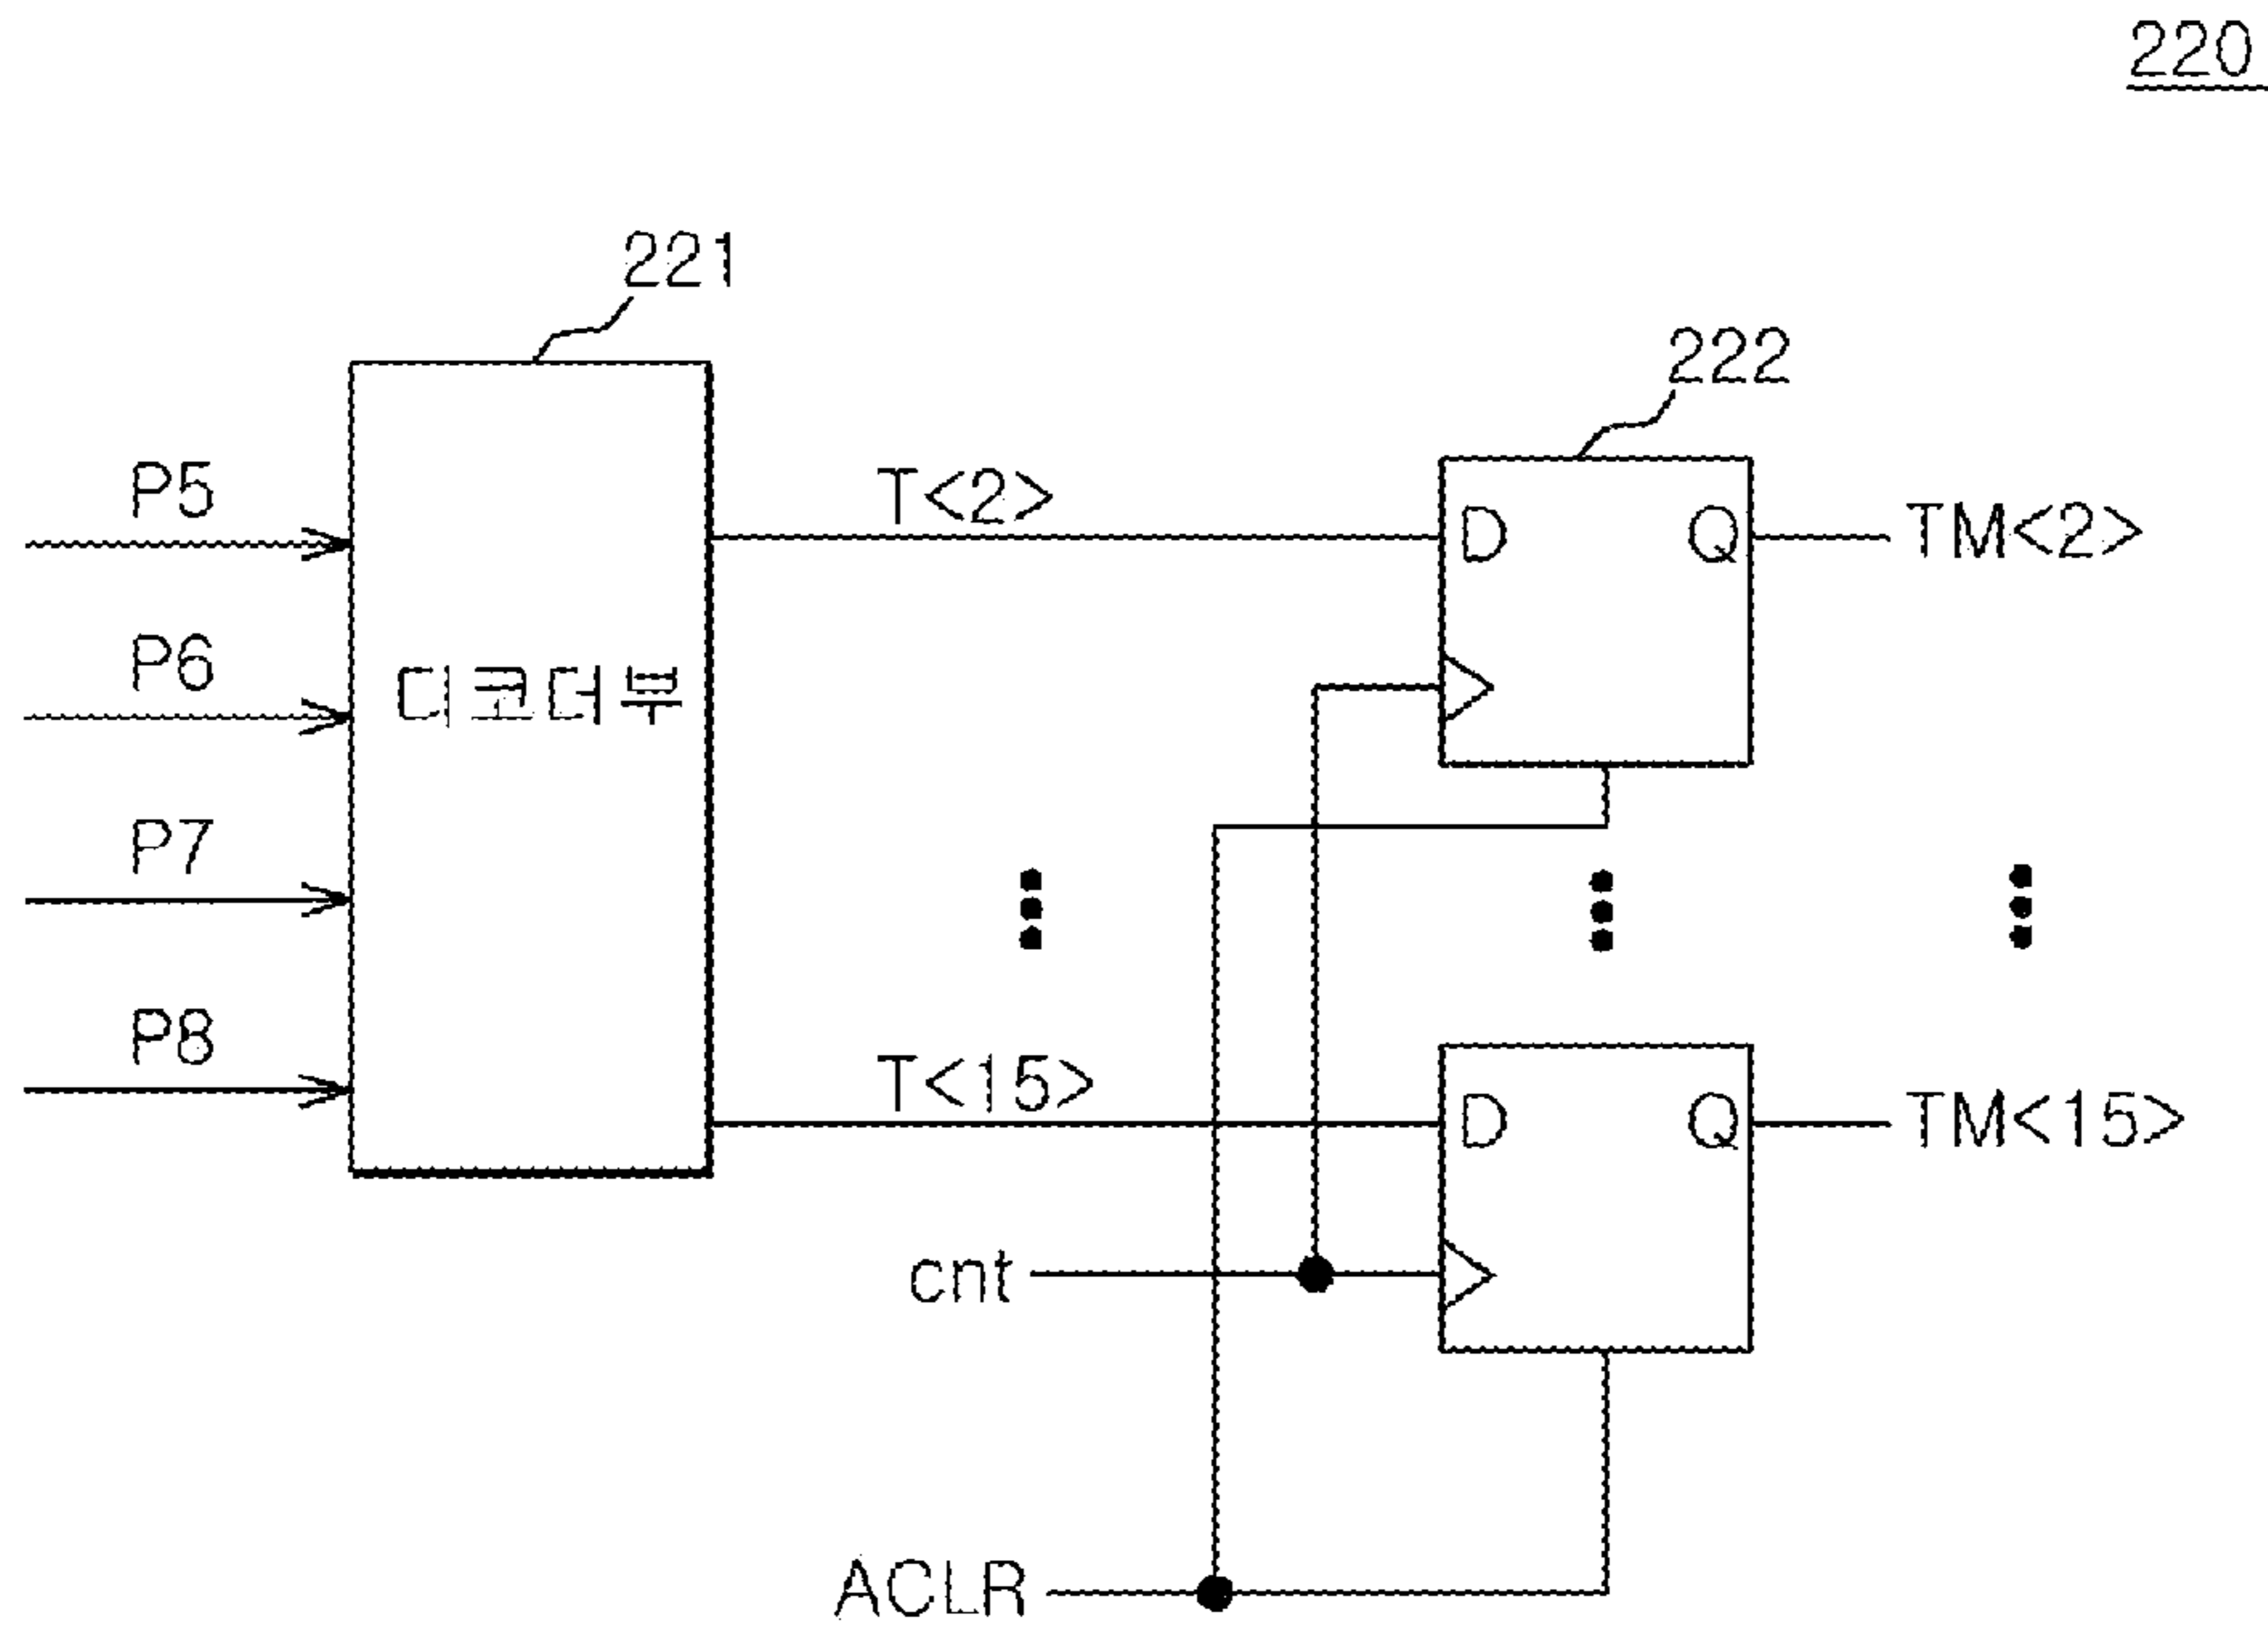 220
221
222
P5
T<2>
D
Q
TM<2>
P6
디코더부
P7
P8
T<15>
D
Q
TM<15>
cnt
ACLR